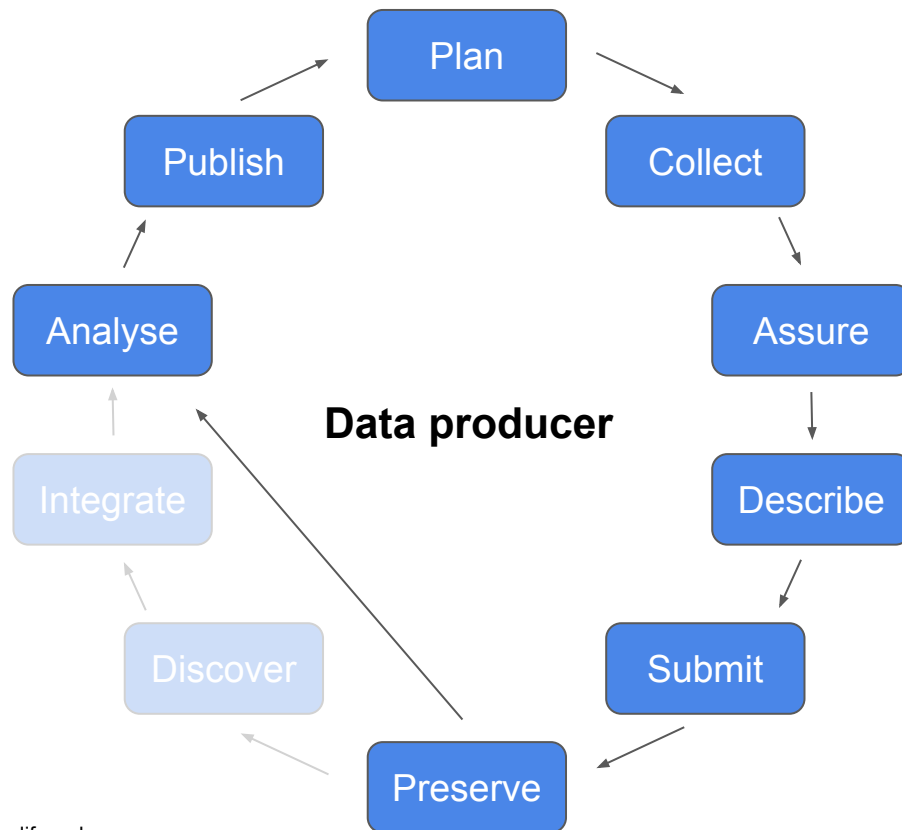 Plan
Publish
Collect
Analyse
Assure
Data producer
Integrate
Describe
Discover
Submit
Preserve